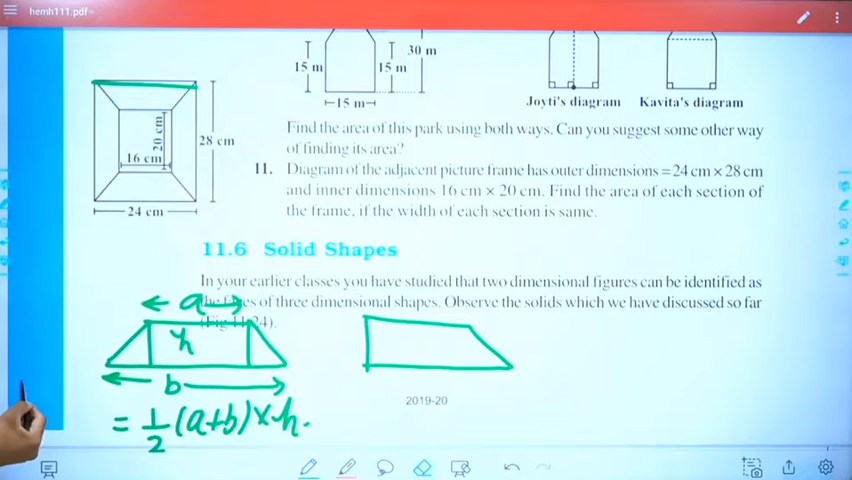 hemh111.pdf
30 m
15 m
15 m
15 m
Joyti's diagram
Kavita's diagram
20 cm
16 cm
28 cm
24 cm
Find the area of this park using both ways. Can you suggest some other way
of finding its area?
11. Diagram of the adjacent picture frame has outer dimensions = 24 cm × 28 cm
and inner dimensions 16 cm × 20 cm. Find the area of each section of
the frame, if the width of each section is same.
11.6 Solid Shapes
In your earlier classes you have studied that two dimensional figures can be identified as
the faces of three dimensional shapes. Observe the solids which we have discussed so far
(Fig 11.24).
a
h
b
= 1/2 (a+b) × h.
2019-20